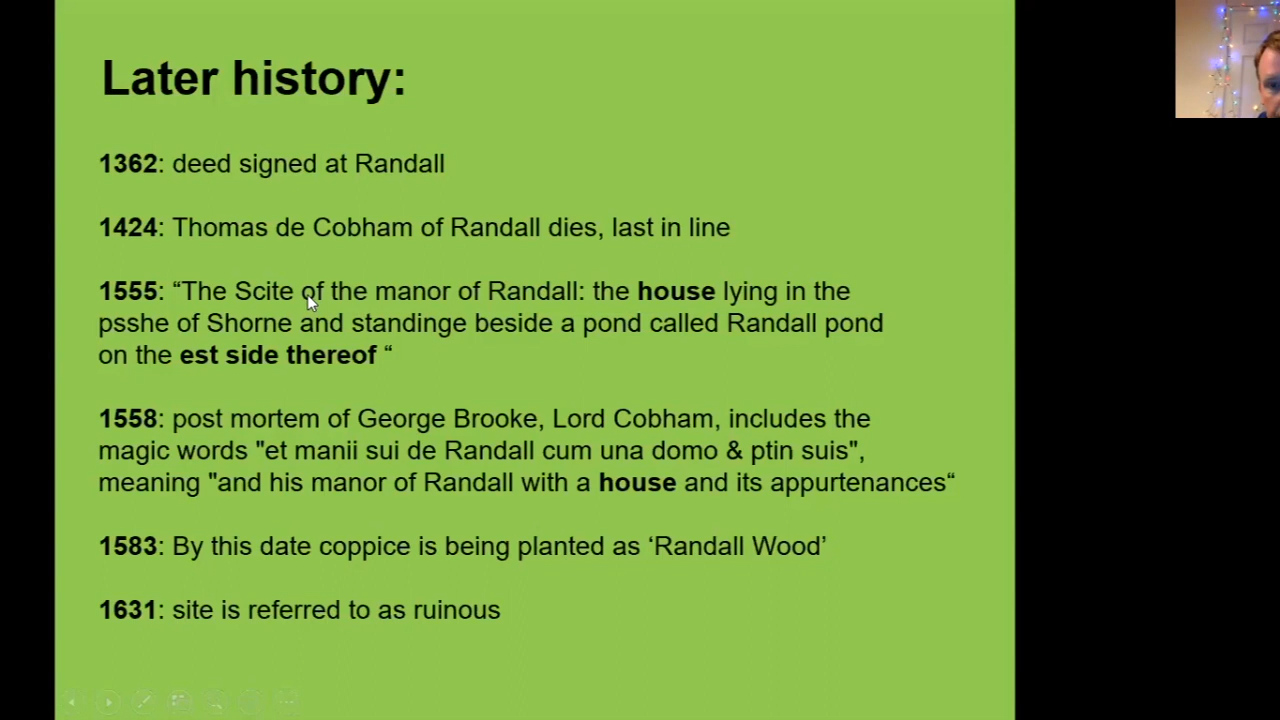 Later history:
1362: deed signed at Randall
1424: Thomas de Cobham of Randall dies, last in line
1555: “The Scite of the manor of Randall: the house lying in the
psshe of Shorne and standinge beside a pond called Randall pond
on the est side thereof “
1558: post mortem of George Brooke, Lord Cobham, includes the
magic words "et manii sui de Randall cum una domo & ptin suis",
meaning "and his manor of Randall with a house and its appurtenances“
1583: By this date coppice is being planted as ‘Randall Wood’
1631: site is referred to as ruinous